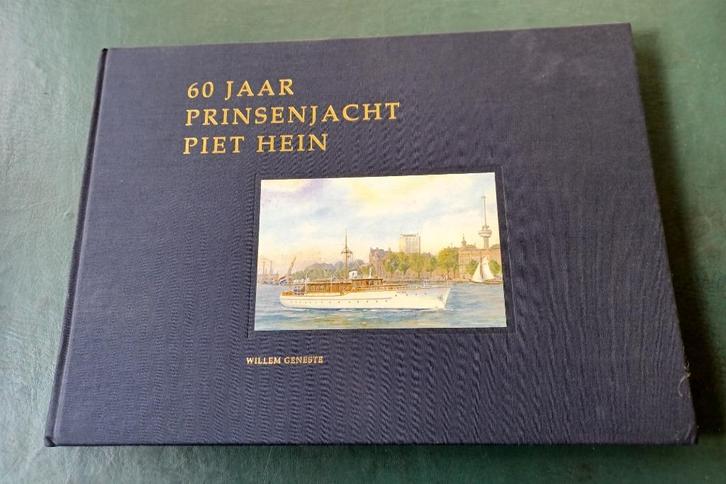 60 JAAR
PRINSENJACHT
PIET HEIN
WILLEM GENESTE